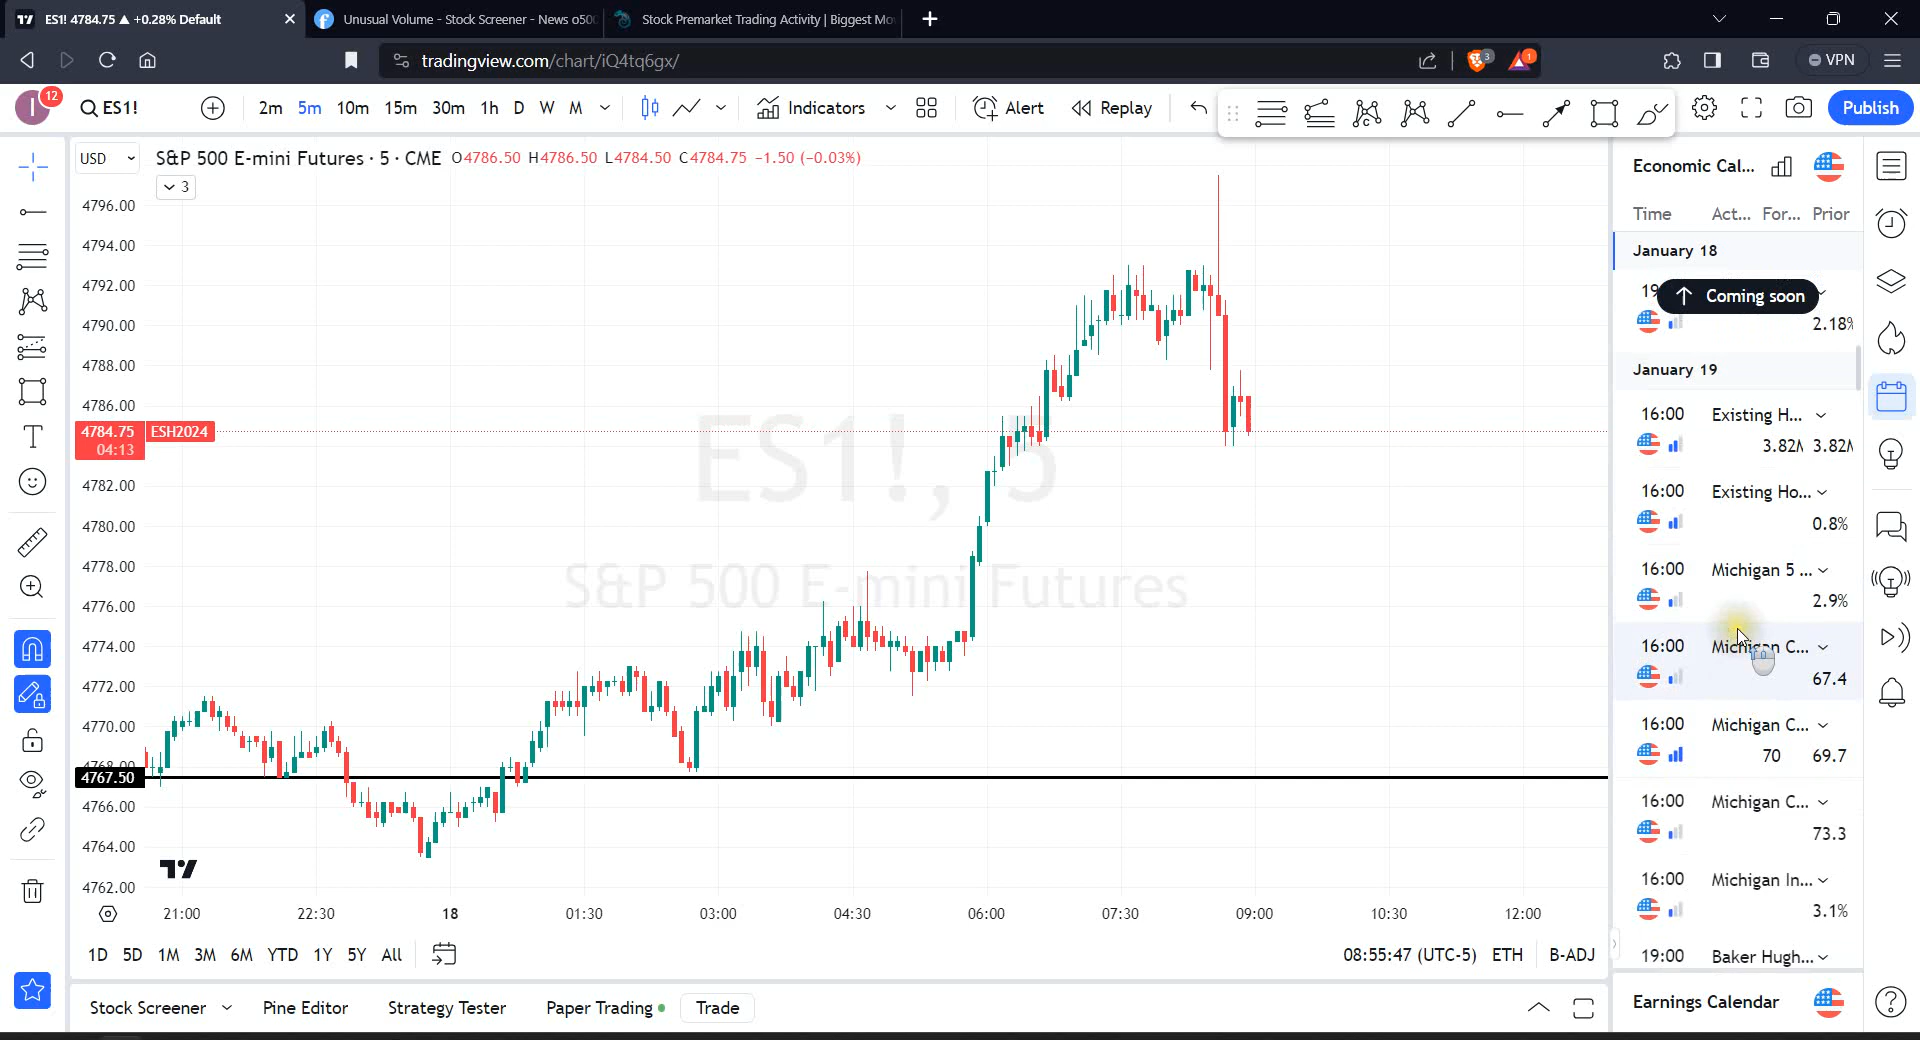 ES1! 4784.75 ▲ +0.28% Default
Unusual Volume - Stock Screener - News o500
Stock Premarket Trading Activity | Biggest Mov
tradingview.com/chart/iQ4tq6gx/
3
1
VPN
I
12
ES1!
2m 5m 10m 15m 30m 1h D W M
Indicators
Alert
Replay
Publish
USD
S&P 500 E-mini Futures · 5 · CME O4786.50 H4786.50 L4784.50 C4784.75 −1.50 (−0.03%)
3
4796.00
4794.00
4792.00
4790.00
4788.00
4786.00
4784.75 ESH2024
04:13
4782.00
4780.00
4778.00
4776.00
4774.00
4772.00
4770.00
4768.00
4767.50
4766.00
4764.00
4762.00
ES1!, 5
S&P 500 E-mini Futures
21:00 22:30 18 01:30 03:00 04:30 06:00 07:30 09:00 10:30 12:00
1D 5D 1M 3M 6M YTD 1Y 5Y All
08:55:47 (UTC-5) ETH B-ADJ
Stock Screener Pine Editor Strategy Tester Paper Trading Trade
Economic Cal...
Time Act... For... Prior
January 18
19
Coming soon
2.18%
January 19
16:00 Existing H...
3.82M 3.82M
16:00 Existing Ho...
0.8%
16:00 Michigan 5 ...
2.9%
16:00 Michigan C...
67.4
16:00 Michigan C...
70 69.7
16:00 Michigan C...
73.3
16:00 Michigan In...
3.1%
19:00 Baker Hugh...
Earnings Calendar